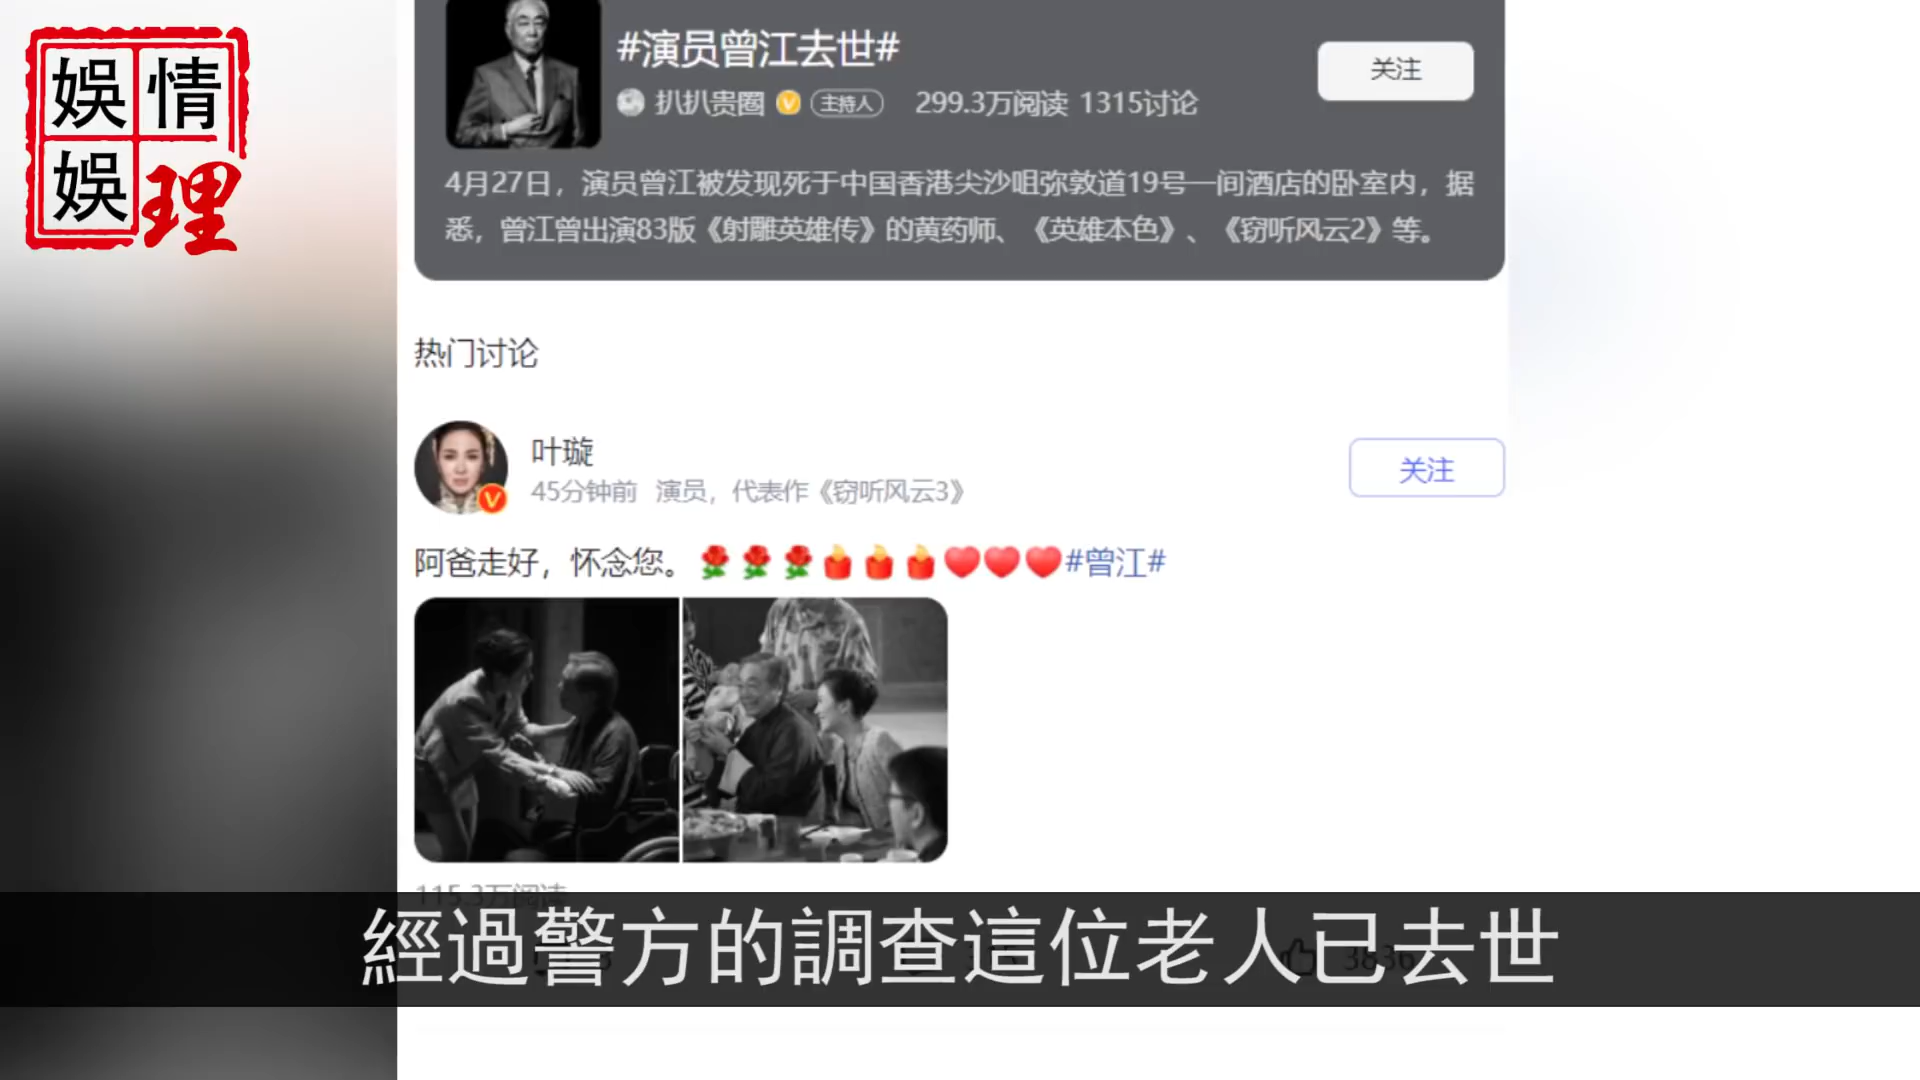 娛情
娛理
#演员曾江去世#
关注
扒扒贵圈 主持人 299.3万阅读 1315讨论
4月27日，演员曾江被发现死于中国香港尖沙咀弥敦道19号一间酒店的卧室内，据
悉，曾江曾出演83版《射雕英雄传》的黄药师、《英雄本色》、《窃听风云2》等。
热门讨论
叶璇
关注
45分钟前 演员，代表作《窃听风云3》
阿爸走好，怀念您。#曾江#
115.3万阅读
經過警方的調查這位老人已去世
3836